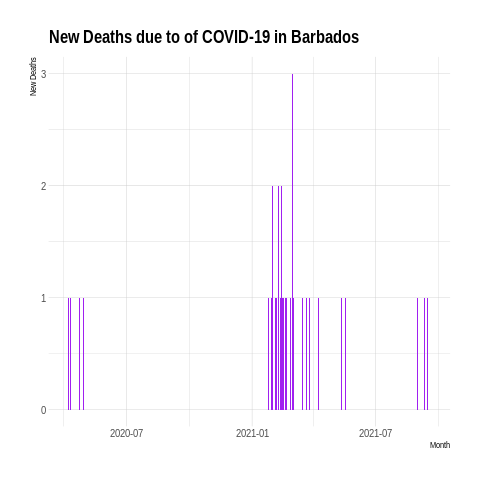 New Deaths due to of COVID-19 in Barbados
New Deaths
3
2
1
0
2020-07 2021-01 2021-07
Month